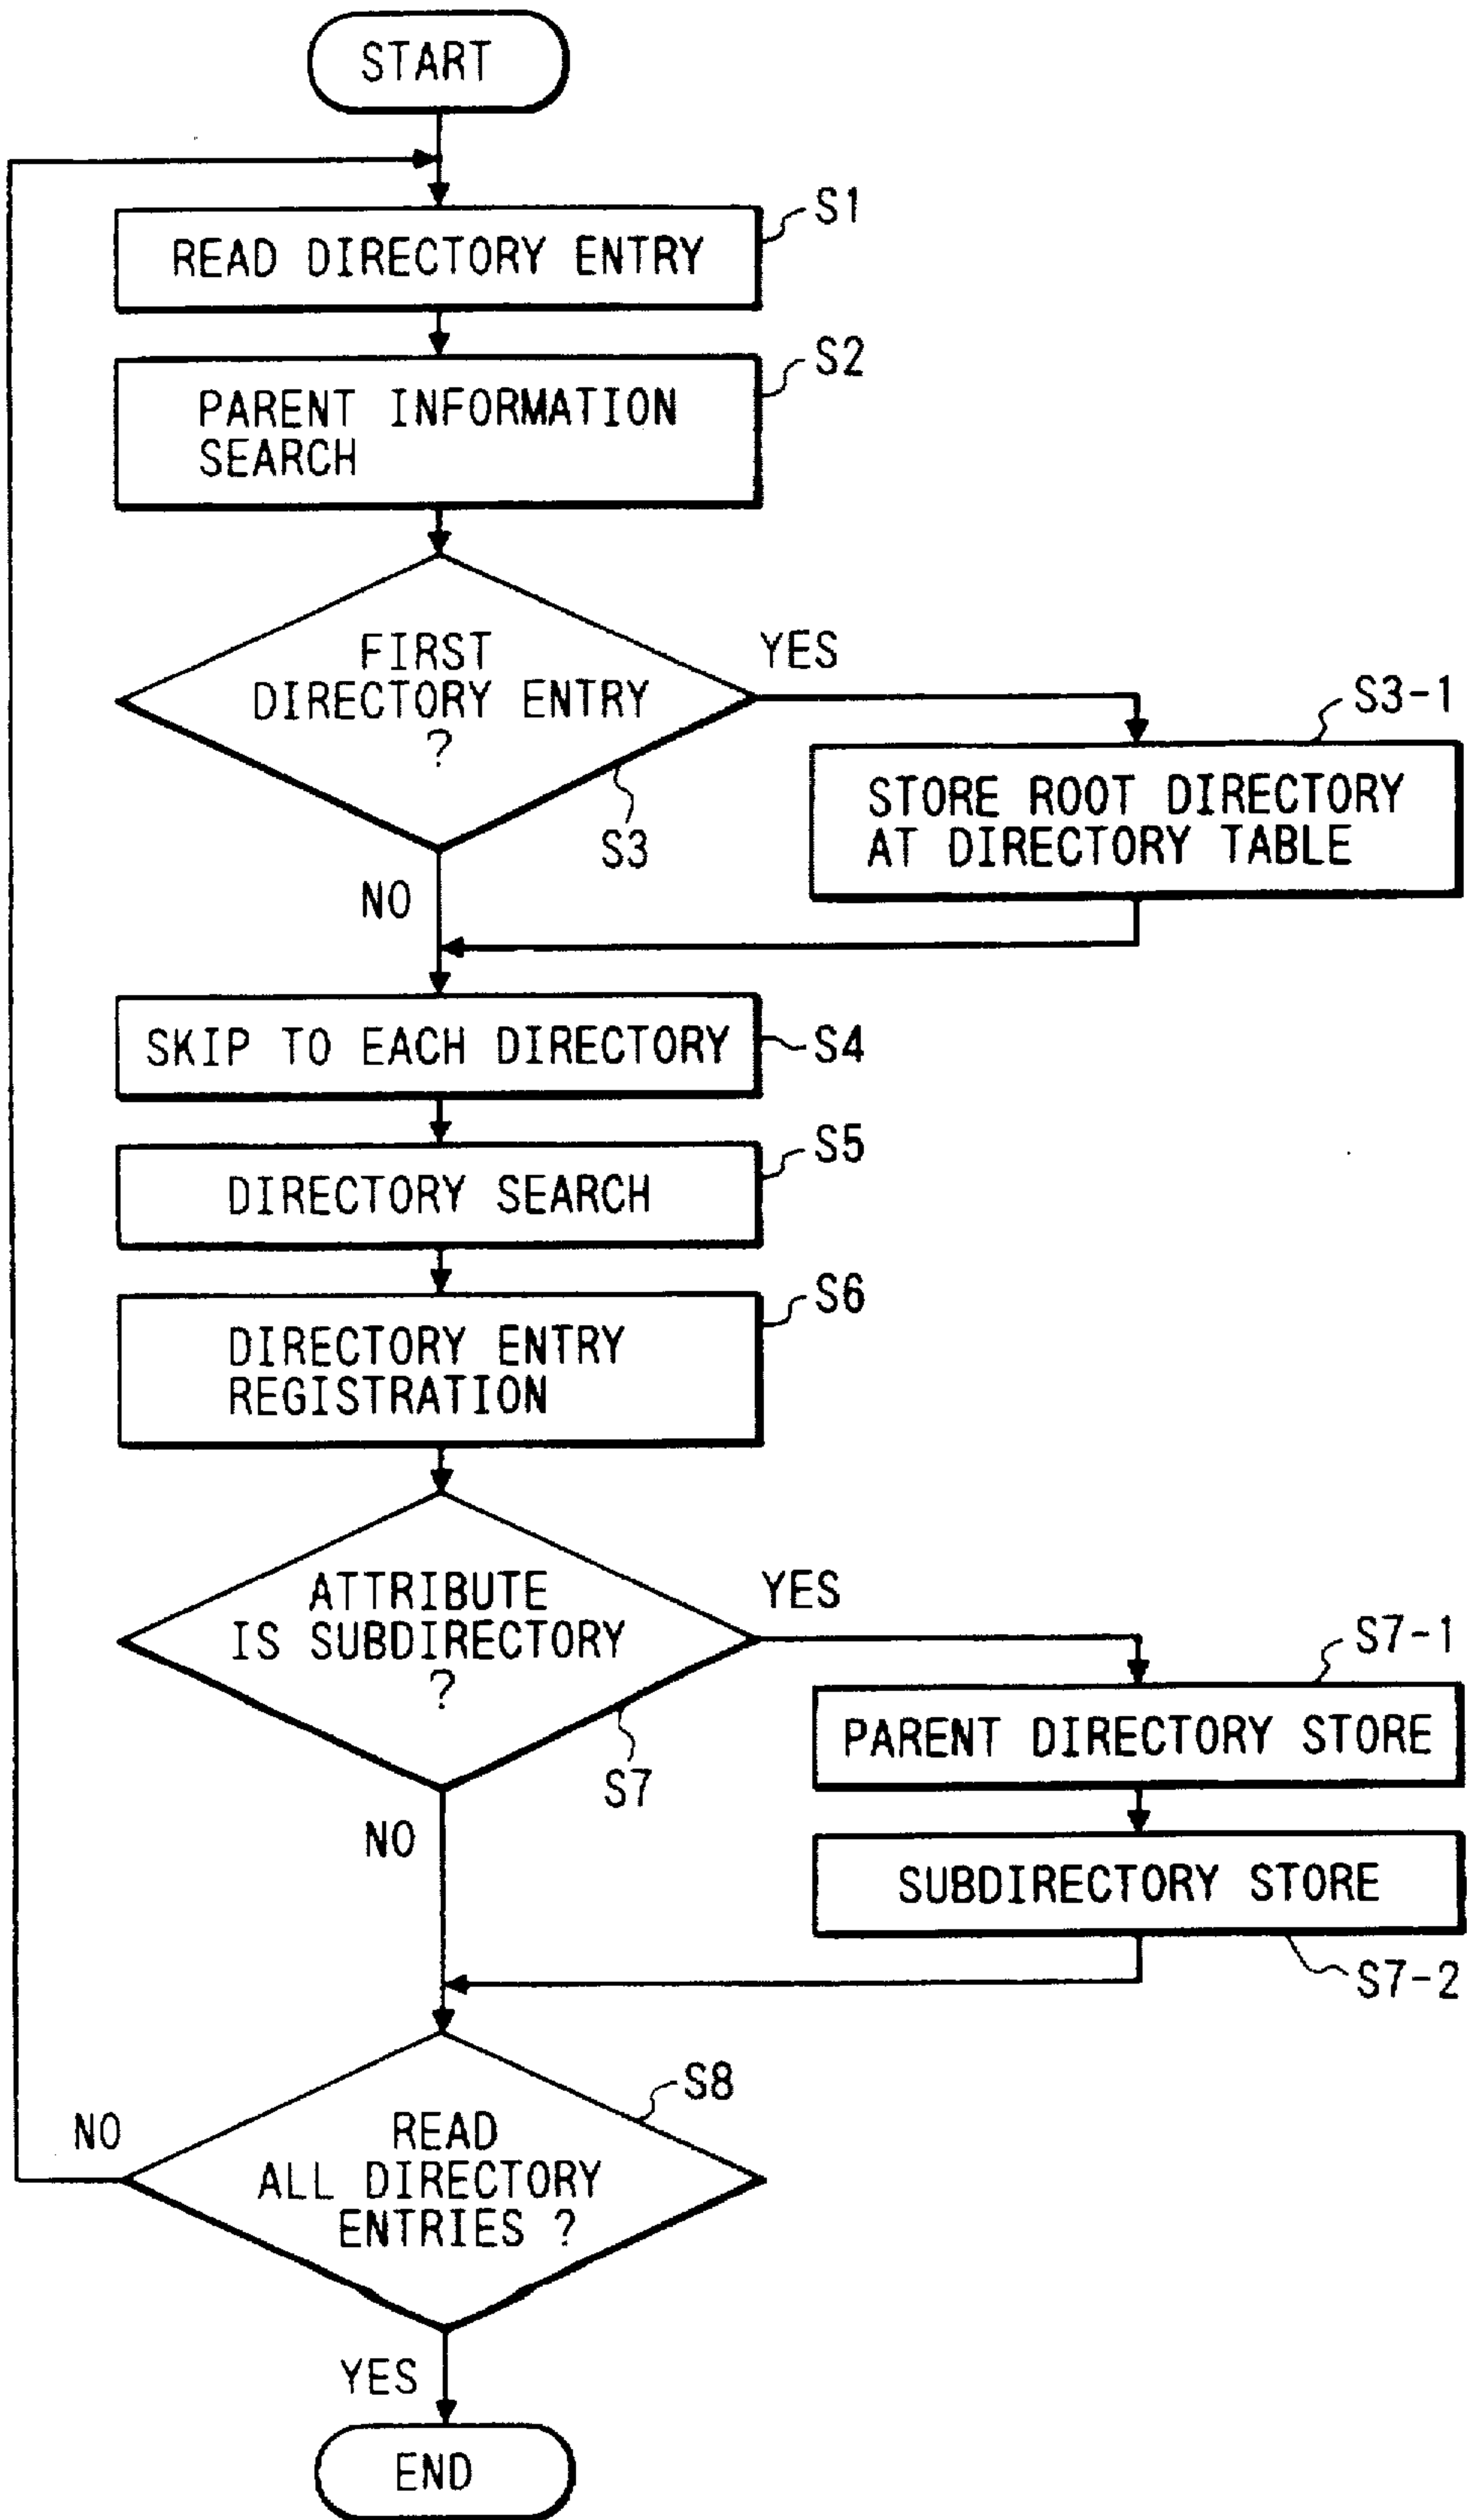 START
S1
READ DIRECTORY ENTRY
S2
PARENT INFORMATION
SEARCH
FIRST
DIRECTORY ENTRY
?
YES
S3
NO
S3-1
STORE ROOT DIRECTORY
AT DIRECTORY TABLE
SKIP TO EACH DIRECTORY
S4
S5
DIRECTORY SEARCH
S6
DIRECTORY ENTRY
REGISTRATION
ATTRIBUTE
IS SUBDIRECTORY
?
YES
S7
NO
S7-1
PARENT DIRECTORY STORE
SUBDIRECTORY STORE
S7-2
S8
READ
ALL DIRECTORY
ENTRIES ?
NO
YES
END